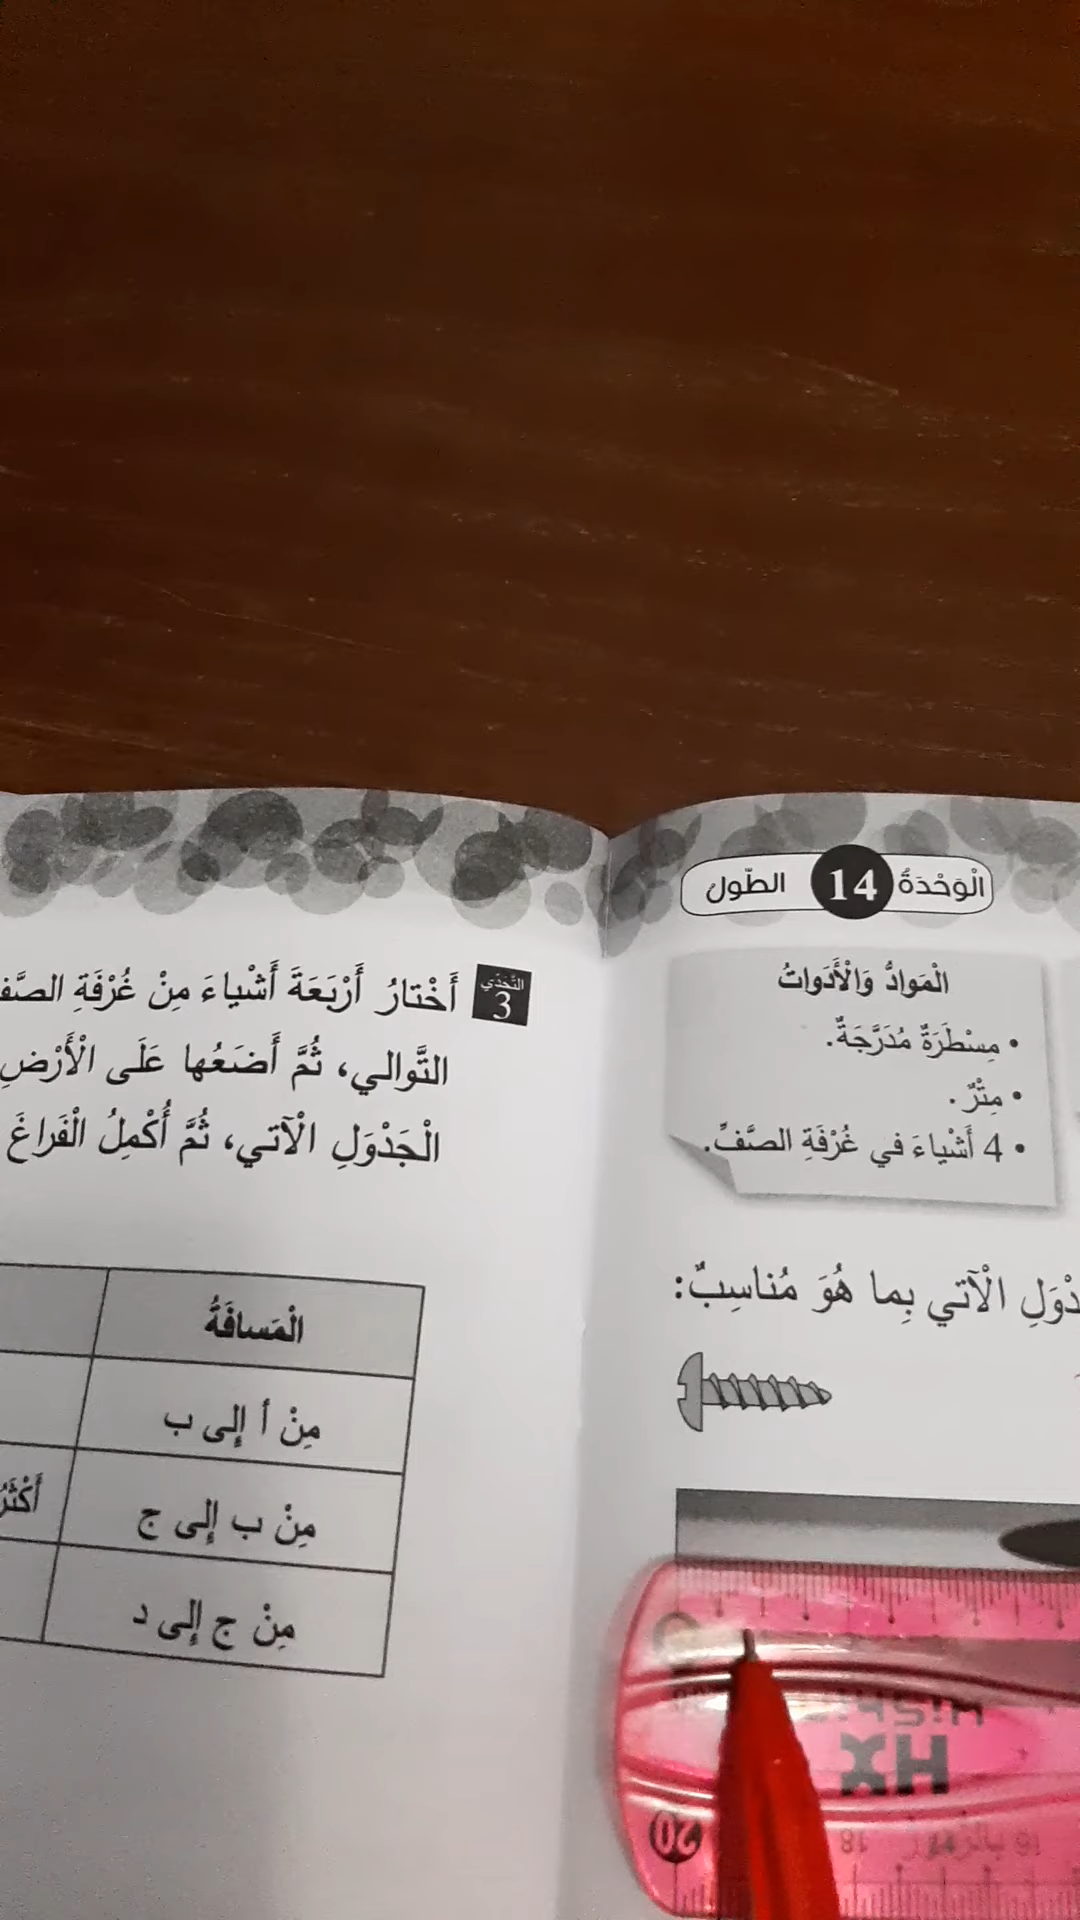 الْوَحْدَةُ 14 الطّول
الْمَوادُّ وَالْأَدَواتُ
• مِسْطَرَةٌ مُدَرَّجَةٌ.
• مِتْرٌ.
• 4 أَشْياءَ في غُرْفَةِ الصَّفِّ.
الْآتي بِما هُوَ مُناسِبٌ:
HX
20
18
التَّحَدّي 3 أَخْتارُ أَرْبَعَةَ أَشْياءَ مِنْ غُرْفَةِ
التَّوالي، ثُمَّ أَضَعُها عَلَى الْأَرْضِ
الْجَدْوَلِ الْآتي، ثُمَّ أُكْمِلُ الْفَراغَ
الْمَسافَةُ
مِنْ أ إِلى ب
مِنْ ب إِلى ج
مِنْ ج إِلى د